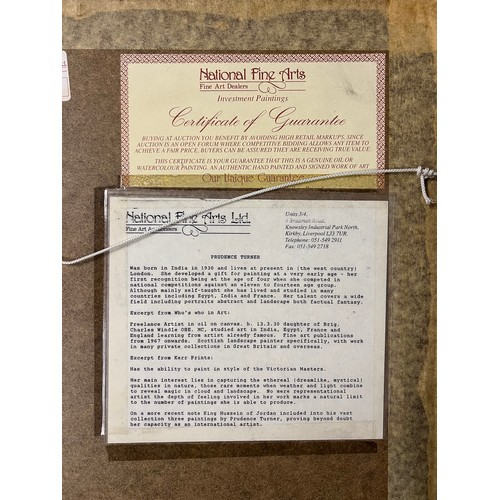 National Fine Arts
Fine Art Dealers
Investment Paintings
Certificate of Guarantee
BUYING AT AUCTION YOU BENEFIT BY AVOIDING HIGH RETAIL MARKUPS, SINCE
AUCTION IS AN OPEN FORUM WHERE COMPETITIVE BIDDING ALLOWS ANY ITEM TO
ACHIEVE A FAIR PRICE, BUYERS CAN BE ASSURED THEY ARE RECEIVING TRUE VALUE
THIS CERTIFICATE IS YOUR GUARANTEE THAT THIS IS A GENUINE OIL OR
WATERCOLOUR PAINTING. AN AUTHENTIC HAND PAINTED AND SIGNED WORK OF ART
Our Unique Guarantee
National Fine Arts Ltd.
Fine Art Dealers
Units 3/4,
Knowsley Industrial Park North,
Kirkby, Liverpool L33 7UR.
Telephone: 051-549 2911
Fax: 051-549 2718
PRUDENCE TURNER
Was born in India in 1930 and lives at present in (the west country)
London. She developed a gift for painting at a very early age - her
first recognition being at the age of four when she competed in
national competitions against an eleven to fourteen age group.
Although mainly self-taught she has lived and studied in many
countries including Egypt, India and France. Her talent covers a wide
field including portraits abstract and landscape both factual fantasy.
Excerpt from Who's who in Art:
Freelance Artist in oil on canvas. b. 13.3.30 daughter of Brig.
Charles Windle OBE, MC, studied art in India, Egypt, France and
England learning from artist already famous. Fine art publications
from 1967 onwards. Scottish landscape painter specifically, with work
in many private collections in Great Britain and overseas.
Excerpt from Kerr Prints:
Has the ability to paint in style of the Victorian Masters.
Her main interest lies in capturing the ethereal (dreamlike, mystical)
qualities in nature, those rare moments when weather and light combine
to reveal magic in cloud and landscape. No mere representational
artist the depth of feeling involved in her work marks a natural limit
to the number of paintings she is able to produce.
On a more recent note King Hussein of Jordan included into his vast
collection three paintings by Prudence Turner, proving beyond doubt
her capacity as an international artist.